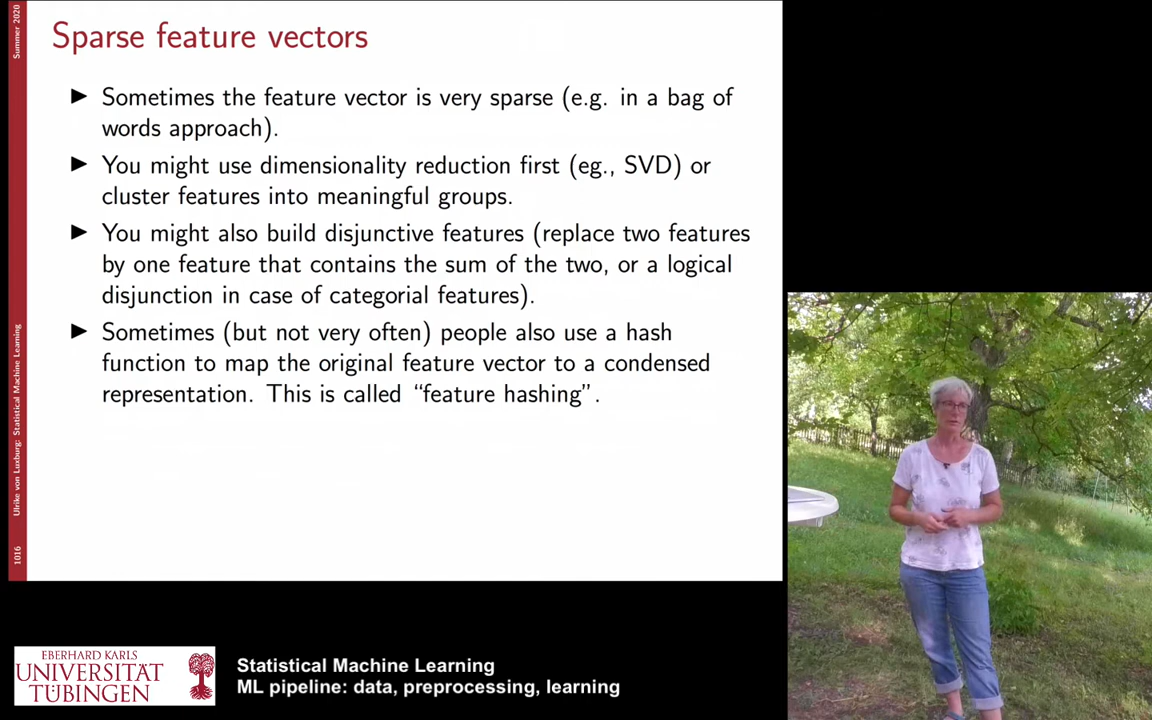 Sparse feature vectors
▶ Sometimes the feature vector is very sparse (e.g. in a bag of
words approach).
▶ You might use dimensionality reduction first (eg., SVD) or
cluster features into meaningful groups.
▶ You might also build disjunctive features (replace two features
by one feature that contains the sum of the two, or a logical
disjunction in case of categorial features).
▶ Sometimes (but not very often) people also use a hash
function to map the original feature vector to a condensed
representation. This is called “feature hashing”.
Summer 2020
Ulrike von Luxburg: Statistical Machine Learning
1016
EBERHARD KARLS
UNIVERSITÄT
TÜBINGEN
Statistical Machine Learning
ML pipeline: data, preprocessing, learning